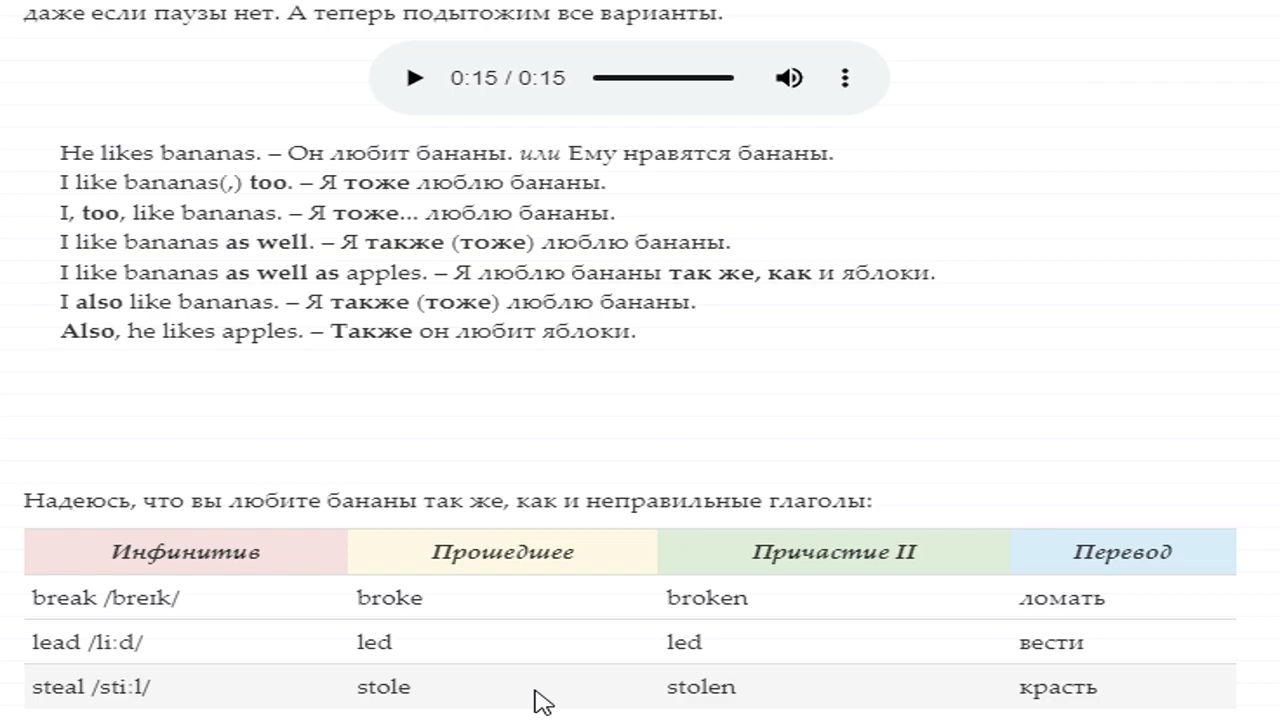 даже если паузы нет. А теперь подытожим все варианты.
0:15 / 0:15
He likes bananas. – Он любит бананы. или Ему нравятся бананы.
I like bananas(,) too. – Я тоже люблю бананы.
I, too, like bananas. – Я тоже... люблю бананы.
I like bananas as well. – Я также (тоже) люблю бананы.
I like bananas as well as apples. – Я люблю бананы так же, как и яблоки.
I also like bananas. – Я также (тоже) люблю бананы.
Also, he likes apples. – Также он любит яблоки.
Надеюсь, что вы любите бананы так же, как и неправильные глаголы:
Инфинитив Прошедшее Причастие II Перевод
break /breɪk/ broke broken ломать
lead /li:d/ led led вести
steal /sti:l/ stole stolen красть